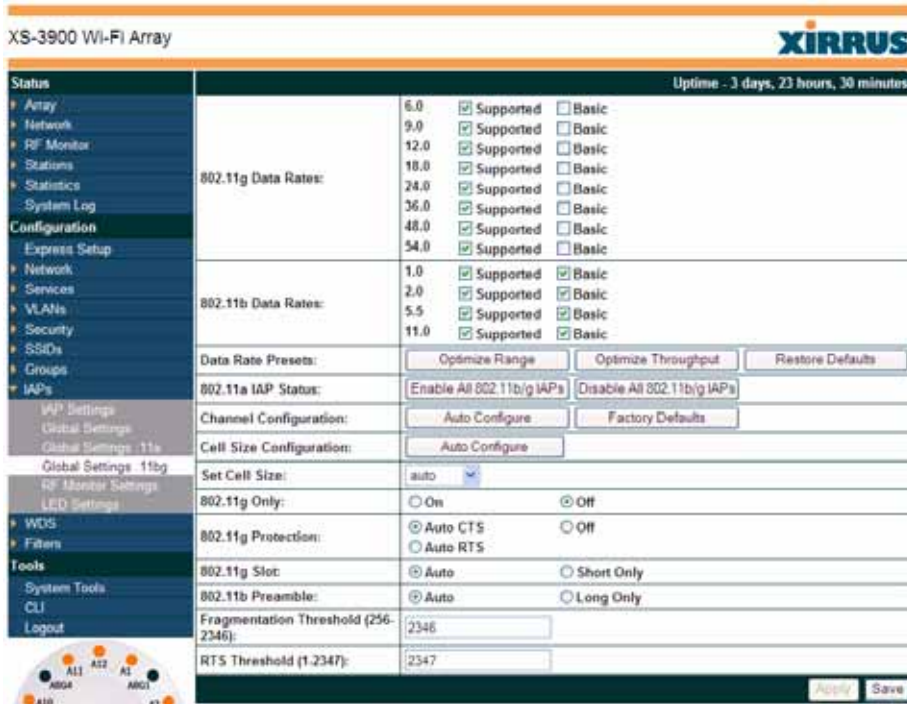 XS-3900 Wi-Fi Array
XIRRUS
Status
Uptime - 3 days, 23 hours, 30 minutes
Array
Network
RF Monitor
Stations
Statistics
System Log
Configuration
Express Setup
Network
Services
VLANs
Security
SSIDs
Groups
IAPs
IAP Settings
Global Settings
Global Settings .11a
Global Settings .11bg
RF Monitor Settings
LED Settings
WDS
Filters
Tools
System Tools
CLI
Logout
A11 A12 A1
ABG4 ABG1
A10 A2
802.11g Data Rates:
6.0 Supported Basic
9.0 Supported Basic
12.0 Supported Basic
18.0 Supported Basic
24.0 Supported Basic
36.0 Supported Basic
48.0 Supported Basic
54.0 Supported Basic
802.11b Data Rates:
1.0 Supported Basic
2.0 Supported Basic
5.5 Supported Basic
11.0 Supported Basic
Data Rate Presets: Optimize Range Optimize Throughput Restore Defaults
802.11a IAP Status: Enable All 802.11b/g IAPs Disable All 802.11b/g IAPs
Channel Configuration: Auto Configure Factory Defaults
Cell Size Configuration: Auto Configure
Set Cell Size: auto
802.11g Only: On Off
802.11g Protection: Auto CTS Off
Auto RTS
802.11g Slot: Auto Short Only
802.11b Preamble: Auto Long Only
Fragmentation Threshold (256-
2346): 2346
RTS Threshold (1-2347): 2347
Apply Save